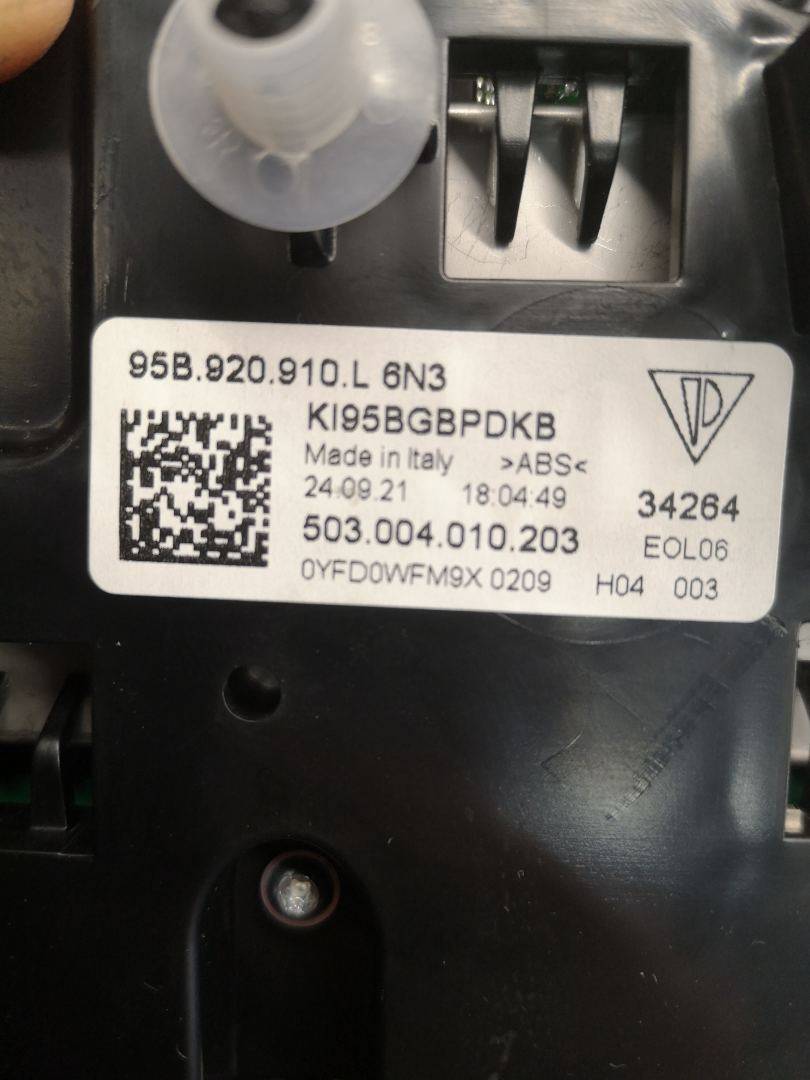 95B.920.910.L 6N3
KI95BGBPDKB
Made in Italy >ABS<
24.09.21 18:04:49
34264
503.004.010.203
EOL06
0YFD0WFM9X 0209 H04 003